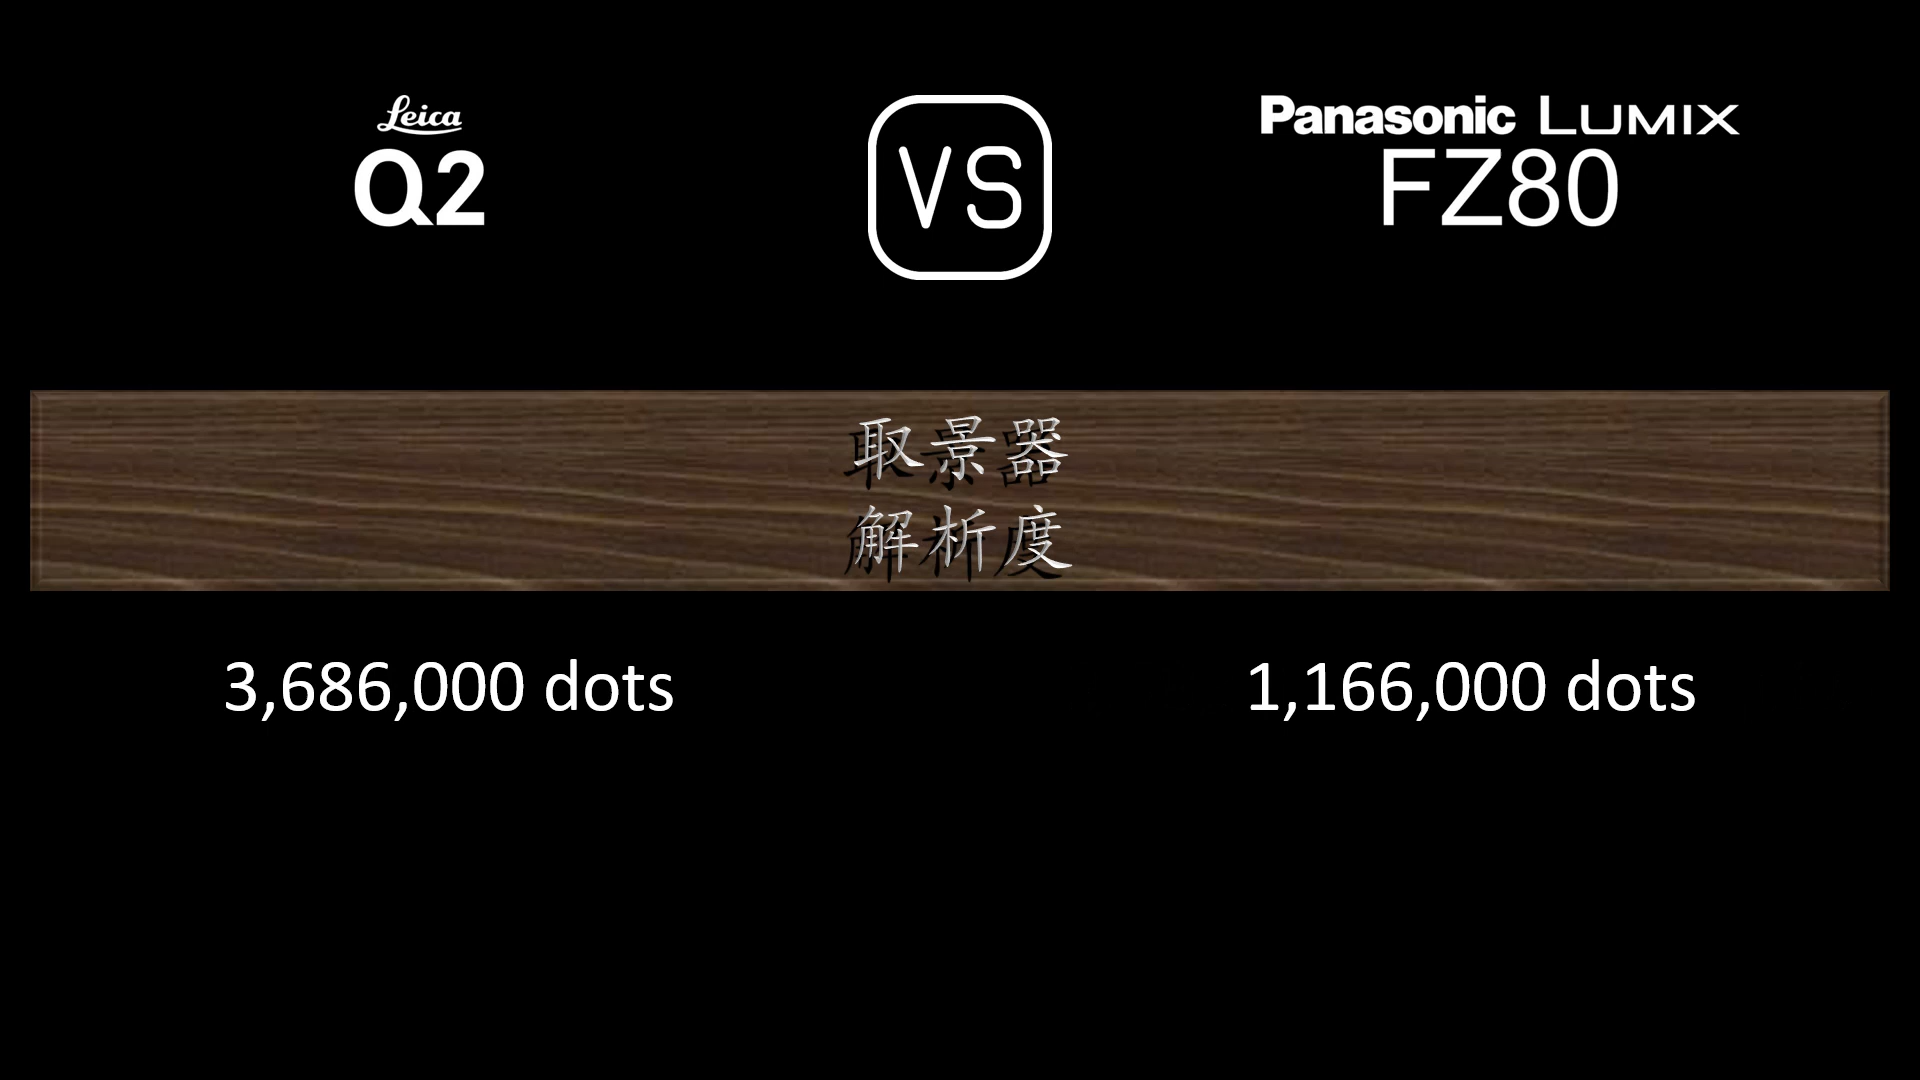 Leica
Q2
VS
Panasonic LUMIX
FZ80
取景器
解析度
3,686,000 dots
1,166,000 dots